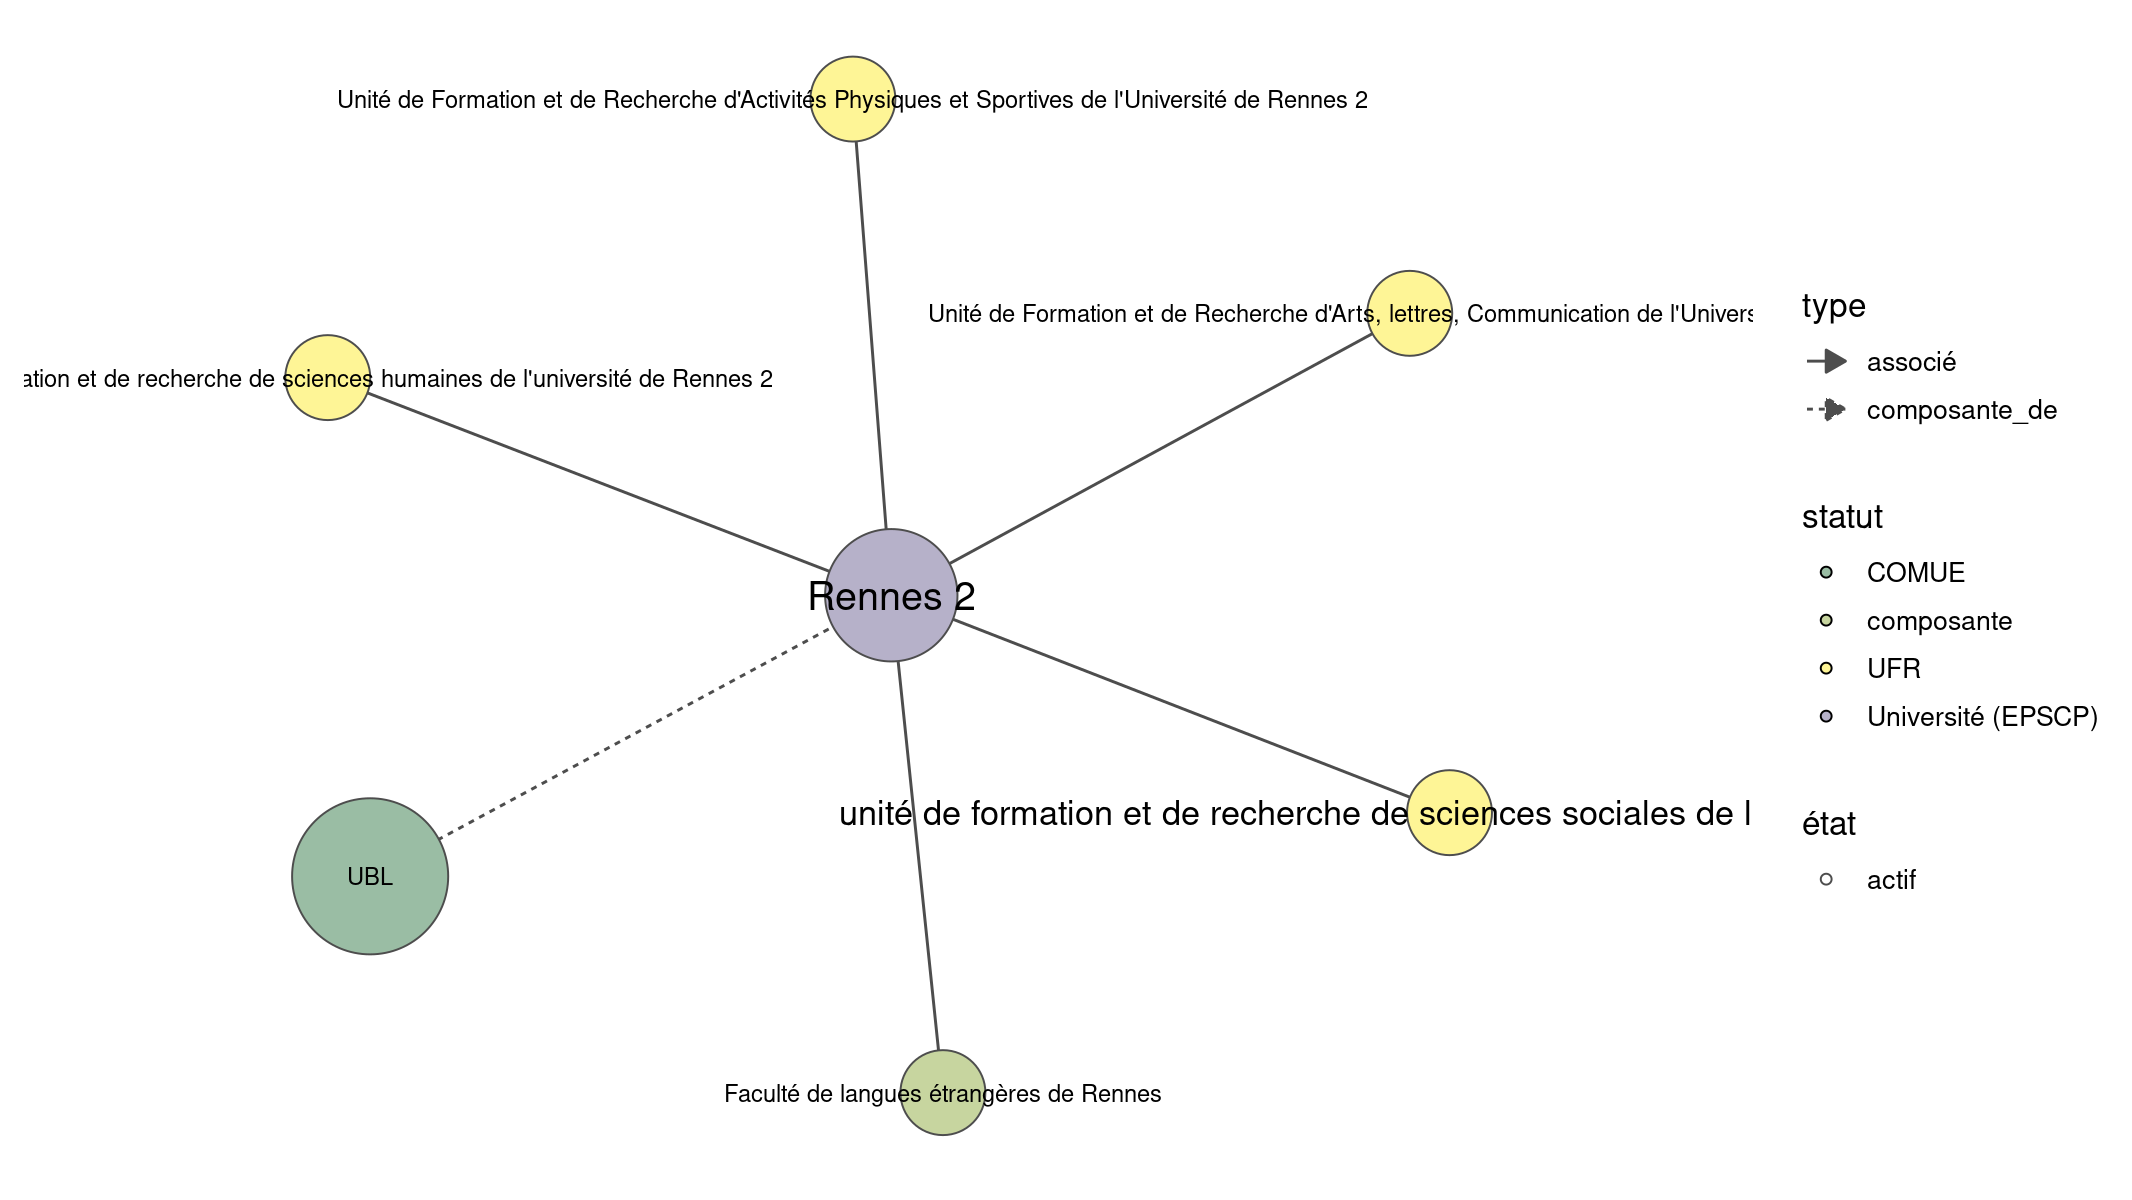 Unité de Formation et de Recherche d'Activités Physiques et Sportives de l'Université de Rennes 2
Unité de Formation et de Recherche d'Arts, lettres, Communication de l'Univers
ation et de recherche de sciences humaines de l'université de Rennes 2
Rennes 2
unité de formation et de recherche de sciences sociales de l
UBL
Faculté de langues étrangères de Rennes
type
associé
composante_de
statut
COMUE
composante
UFR
Université (EPSCP)
état
actif